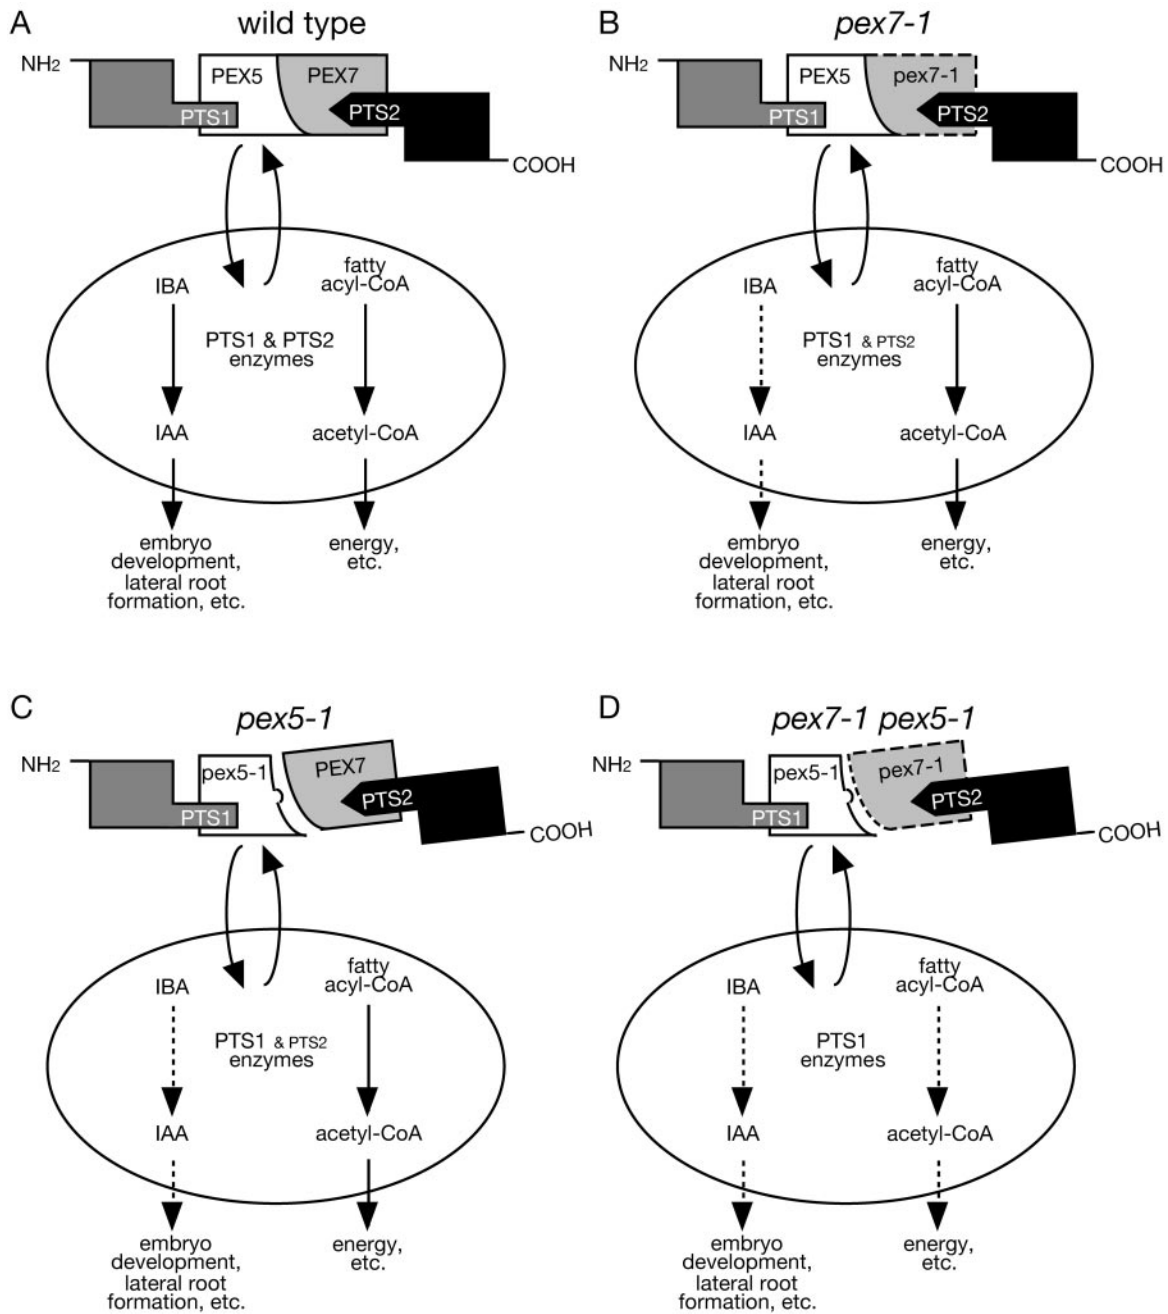 A
wild type
NH2
PEX5
PEX7
PTS1
PTS2
COOH
IBA
fatty
acyl-CoA
PTS1 & PTS2
enzymes
IAA
acetyl-CoA
embryo
development,
lateral root
formation, etc.
energy,
etc.
B
pex7-1
NH2
PEX5
pex7-1
PTS1
PTS2
COOH
IBA
fatty
acyl-CoA
PTS1 & PTS2
enzymes
IAA
acetyl-CoA
embryo
development,
lateral root
formation, etc.
energy,
etc.
C
pex5-1
NH2
pex5-1
PEX7
PTS1
PTS2
COOH
IBA
fatty
acyl-CoA
PTS1 & PTS2
enzymes
IAA
acetyl-CoA
embryo
development,
lateral root
formation, etc.
energy,
etc.
D
pex7-1 pex5-1
NH2
pex5-1
pex7-1
PTS1
PTS2
COOH
IBA
fatty
acyl-CoA
PTS1
enzymes
IAA
acetyl-CoA
embryo
development,
lateral root
formation, etc.
energy,
etc.